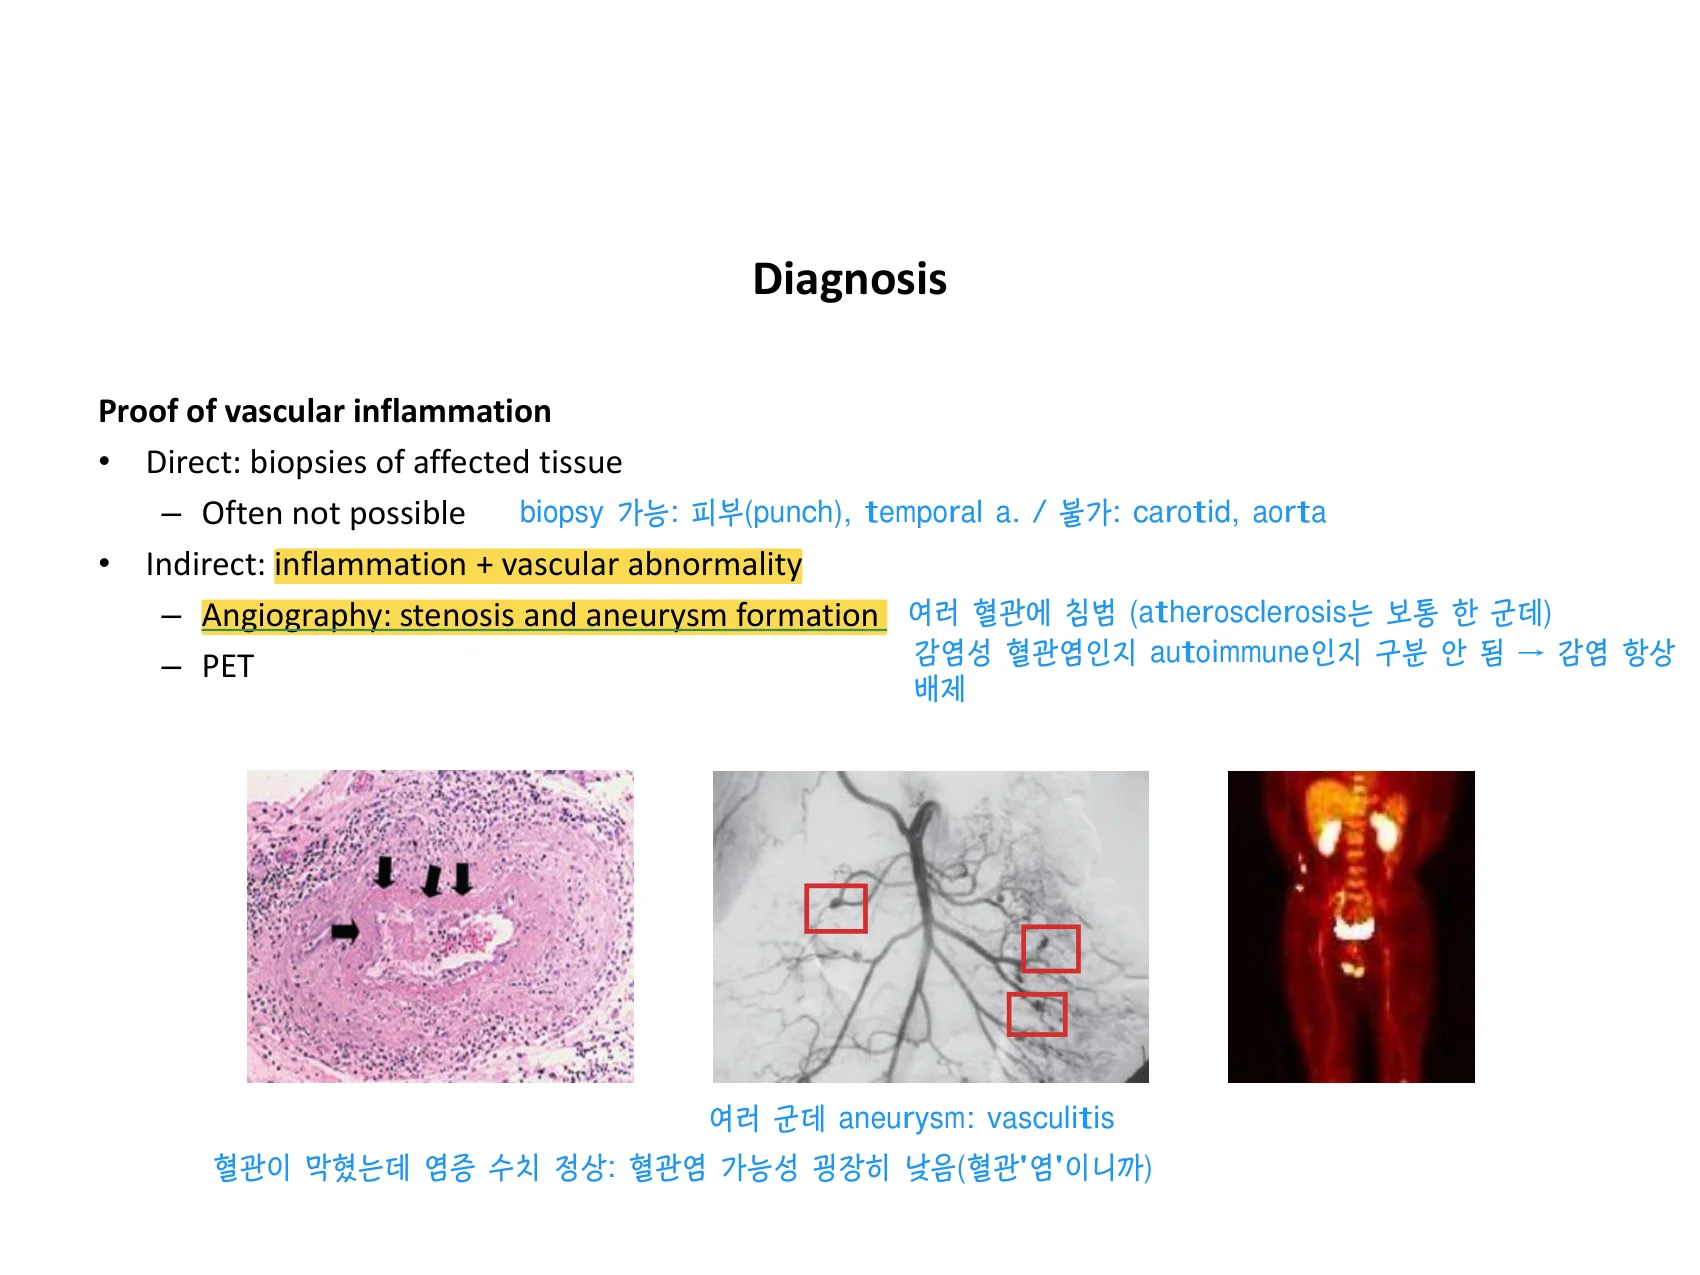 Diagnosis
Proof of vascular inflammation
• Direct: biopsies of affected tissue
– Often not possible biopsy 가능: 피부(punch), temporal a. / 불가: carotid, aorta
• Indirect: inflammation + vascular abnormality
– Angiography: stenosis and aneurysm formation 여러 혈관에 침범 (atherosclerosis는 보통 한 군데)
감염성 혈관염인지 autoimmune인지 구분 안 됨 → 감염 항상
– PET
배제
여러 군데 aneurysm: vasculitis
혈관이 막혔는데 염증 수치 정상: 혈관염 가능성 굉장히 낮음(혈관'염'이니까)